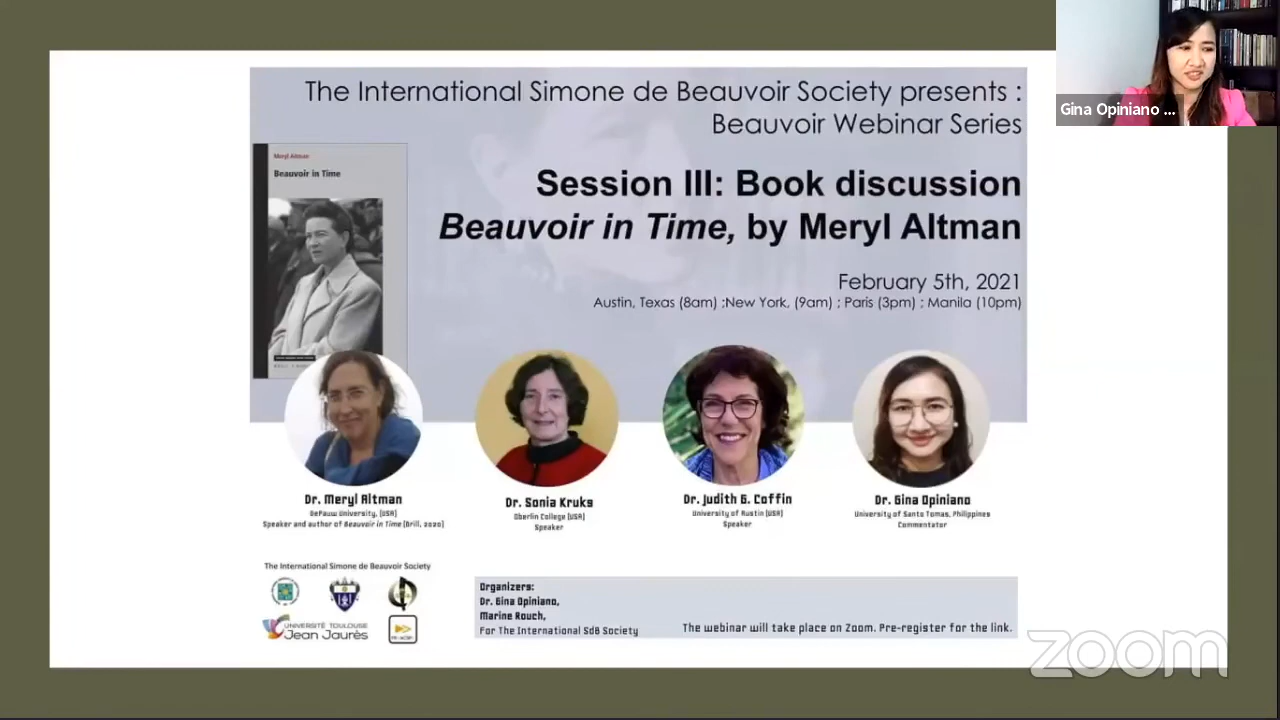 The International Simone de Beauvoir Society presents :
Beauvoir Webinar Series
Gina Opiniano ...
Meryl Altman
Beauvoir in Time
Session III: Book discussion
Beauvoir in Time, by Meryl Altman
February 5th, 2021
Austin, Texas (8am) ;New York, (9am) ; Paris (3pm) ; Manila (10pm)
Dr. Meryl Altman
DePauw University, (USA)
Speaker and author of Beauvoir in Time (Brill, 2020)
Dr. Sonia Kruks
Oberlin College (USA)
Speaker
Dr. Judith G. Coffin
University of Austin (USA)
Speaker
Dr. Gina Opiniano
University of Santo Tomas, Philippines
Commentator
The International Simone de Beauvoir Society
UNIVERSITÉ TOULOUSE
Jean Jaurès
Organizers:
Dr. Gina Opiniano,
Marine Rouch,
For The International SdB Society
The webinar will take place on Zoom. Pre-register for the link.
zoom